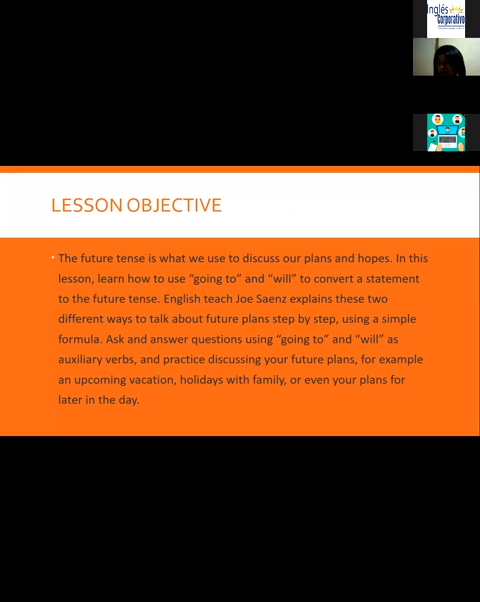 Inglés
Corporativo
LESSON OBJECTIVE
The future tense is what we use to discuss our plans and hopes. In this
lesson, learn how to use “going to” and “will” to convert a statement
to the future tense. English teach Joe Saenz explains these two
different ways to talk about future plans step by step, using a simple
formula. Ask and answer questions using “going to” and “will” as
auxiliary verbs, and practice discussing your future plans, for example
an upcoming vacation, holidays with family, or even your plans for
later in the day.